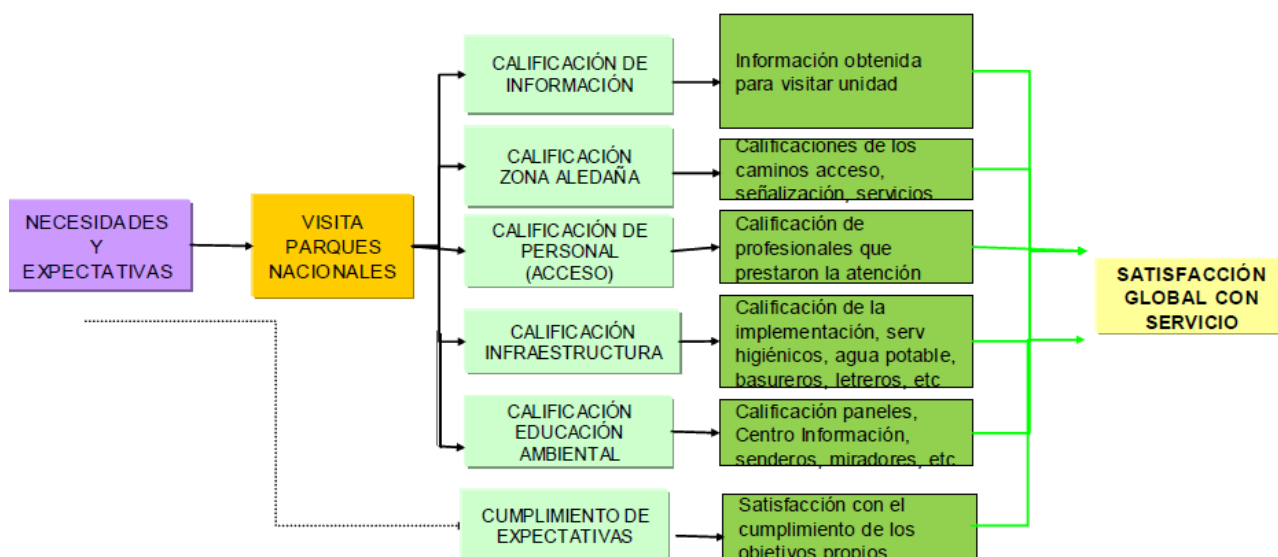 NECESIDADES
Y
EXPECTATIVAS
VISITA
PARQUES
NACIONALES
CALIFICACIÓN DE
INFORMACIÓN
Información obtenida
para visitar unidad
CALIFICACIÓN
ZONA ALEDAÑA
Calificaciones de los
caminos acceso,
señalización, servicios
CALIFICACIÓN DE
PERSONAL
(ACCESO)
Calificación de
profesionales que
prestaron la atención
CALIFICACIÓN
INFRAESTRUCTURA
Calificación de la
implementación, serv
higiénicos, agua potable,
basureros, letreros, etc
CALIFICACIÓN
EDUCACIÓN
AMBIENTAL
Calificación paneles,
Centro Información,
senderos, miradores, etc
CUMPLIMIENTO DE
EXPECTATIVAS
Satisfacción con el
cumplimiento de los
objetivos propios
SATISFACCIÓN
GLOBAL CON
SERVICIO